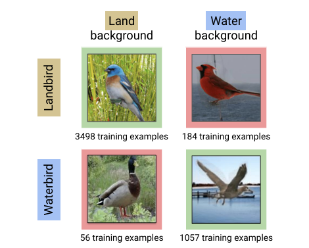 Land
background
Water
background
Landbird
3498 training examples
184 training examples
Waterbird
56 training examples
1057 training examples